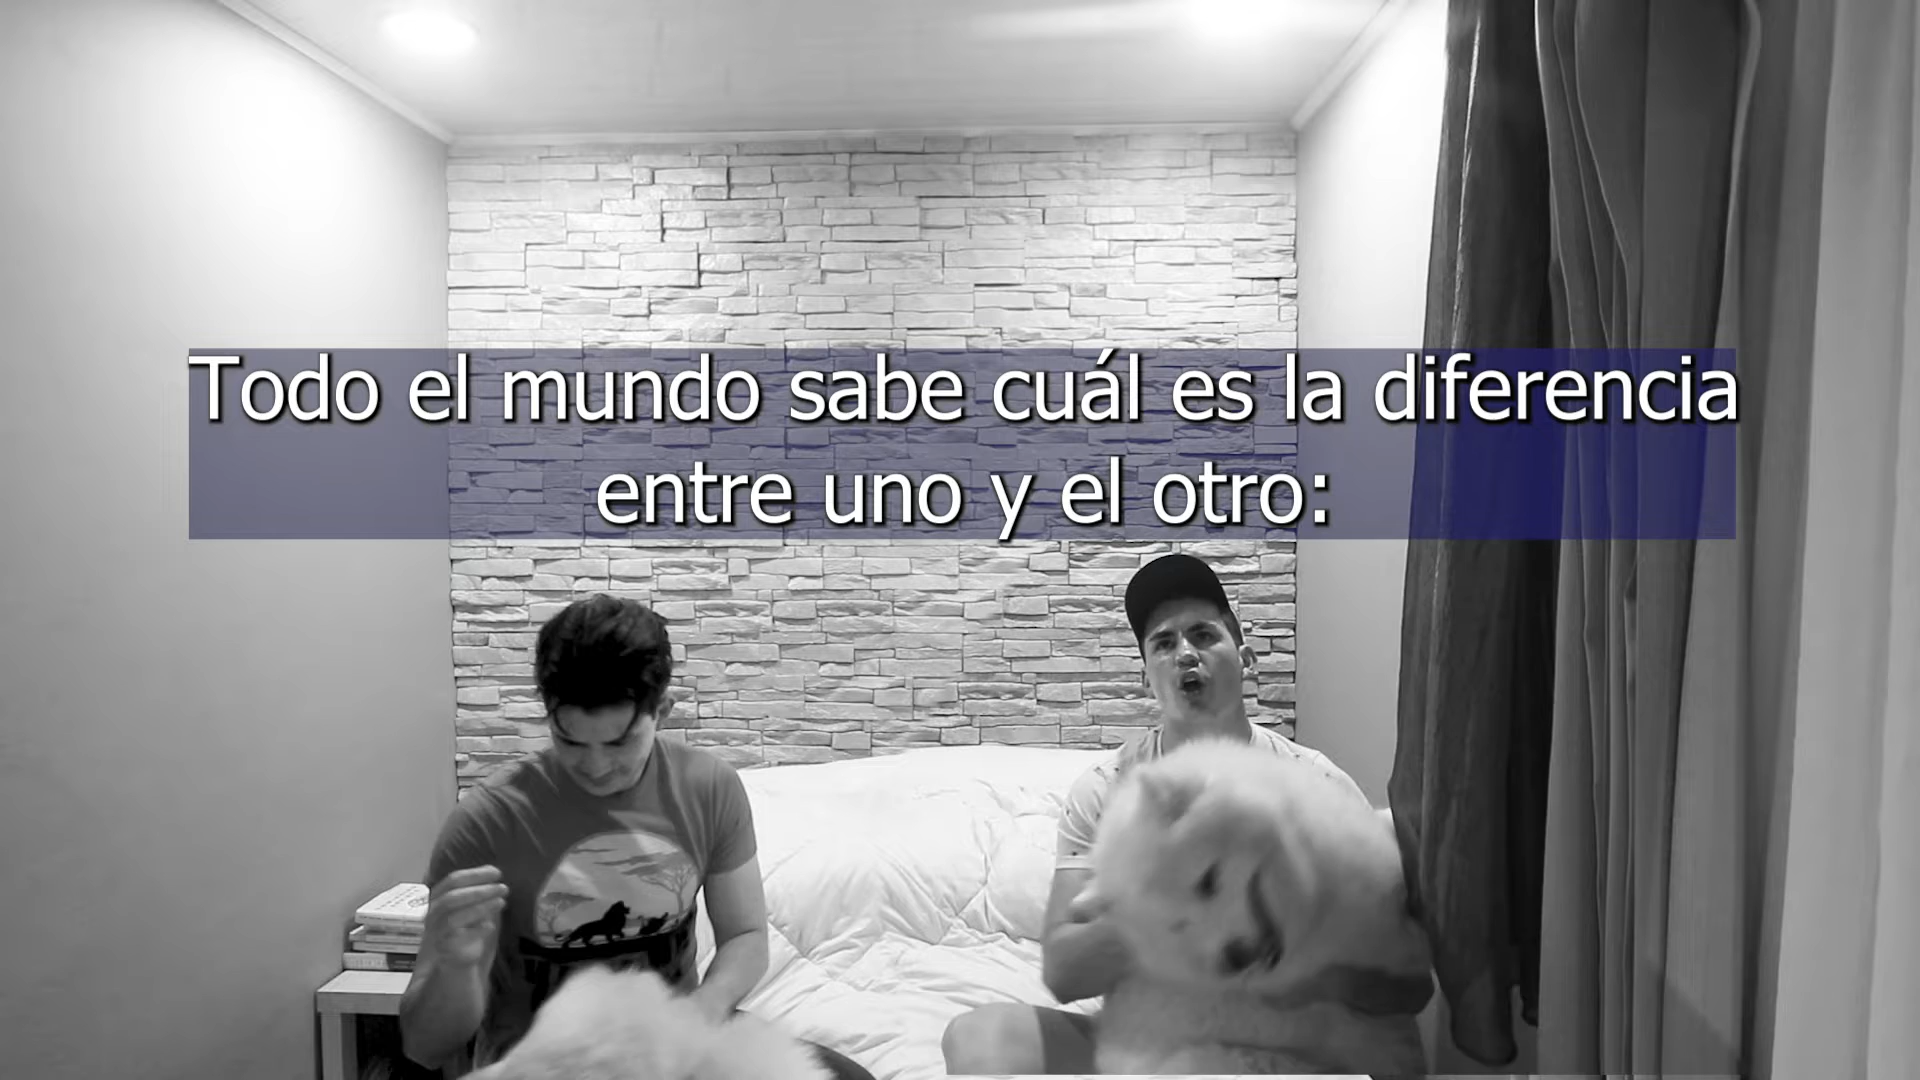 Todo el mundo sabe cuál es la diferencia
entre uno y el otro: